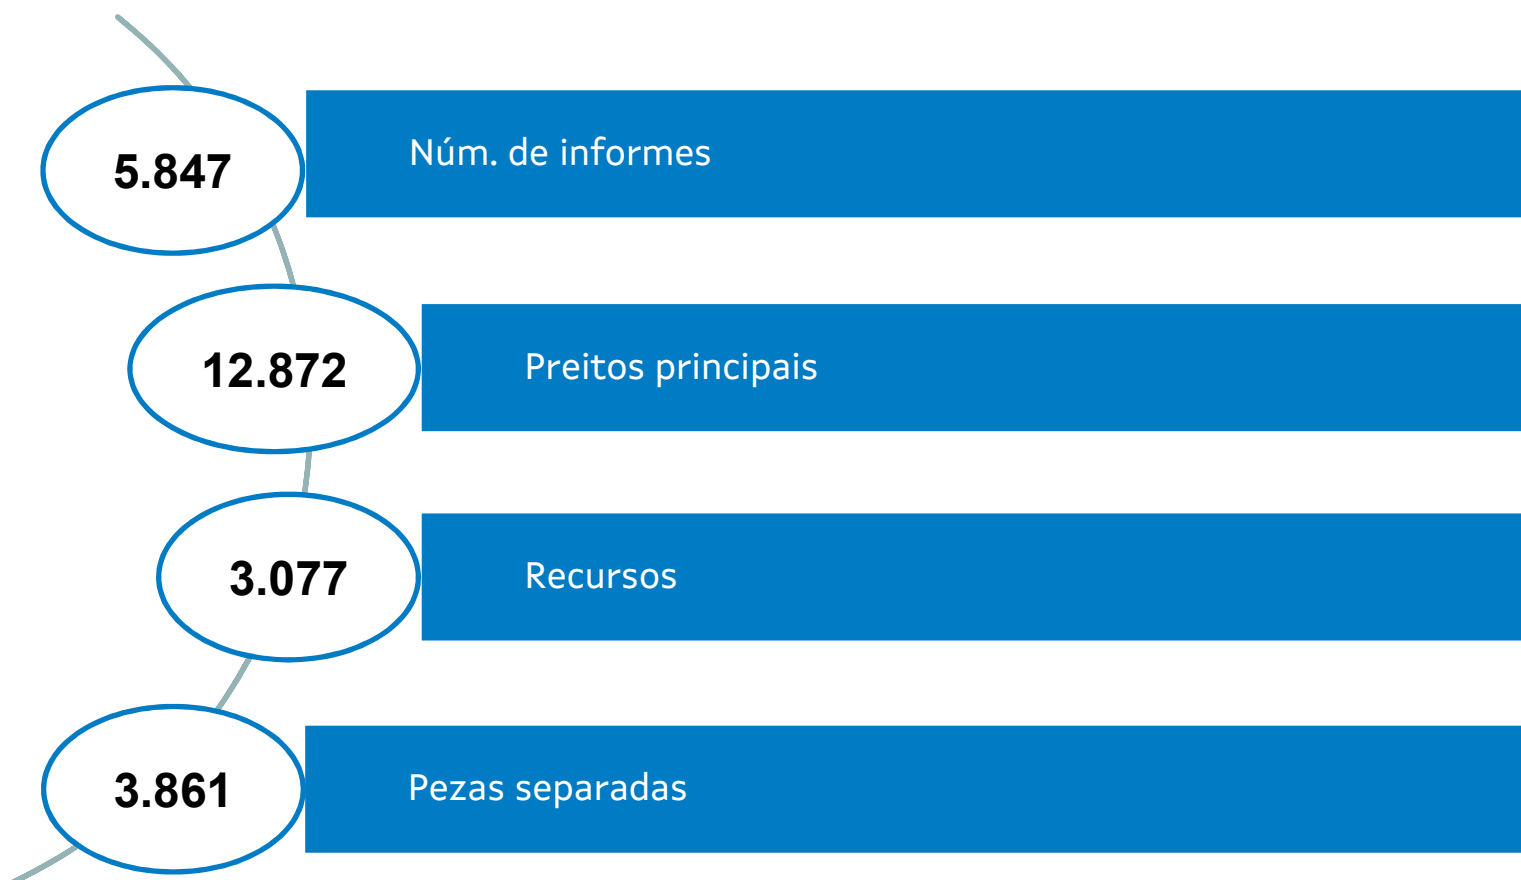 5.847
Núm. de informes
12.872
Preitos principais
3.077
Recursos
3.861
Pezas separadas